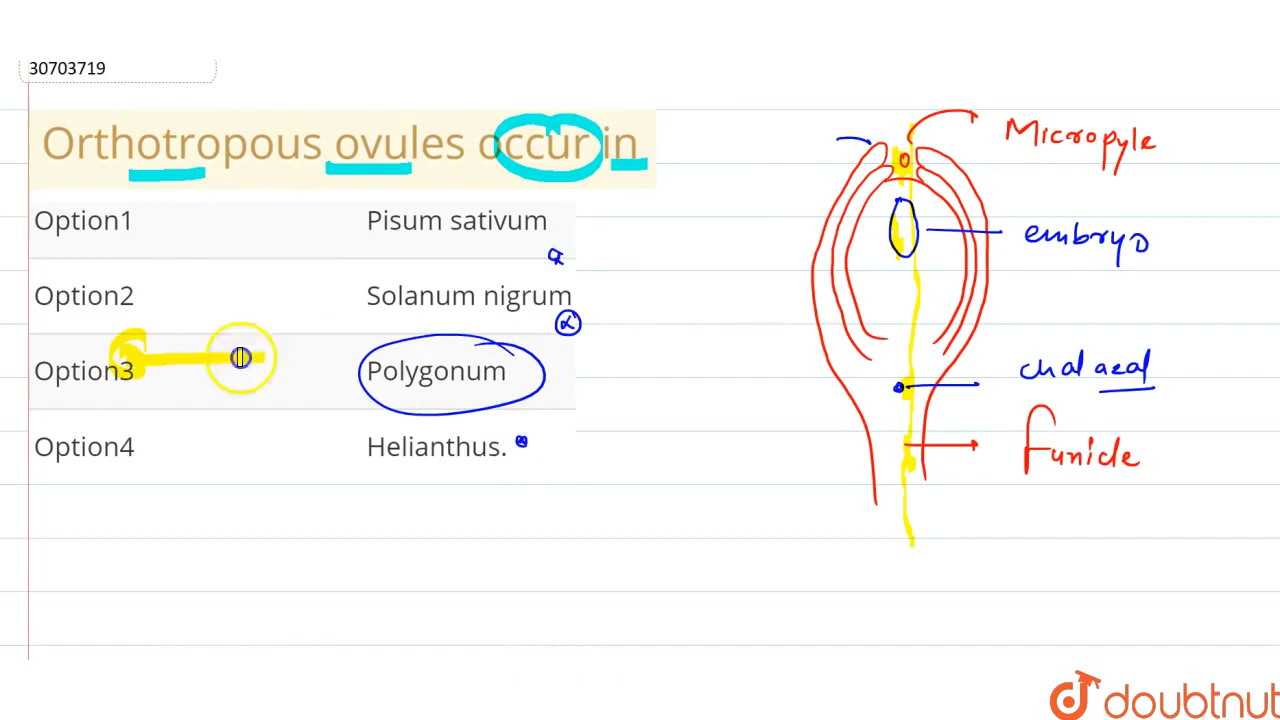 30703719
Orthotropous ovules occur in
Option1 Pisum sativum
Option2 Solanum nigrum
Option3 Polygonum
Option4 Helianthus.
Micropyle
embryo
chalazal
funicle
doubtnut